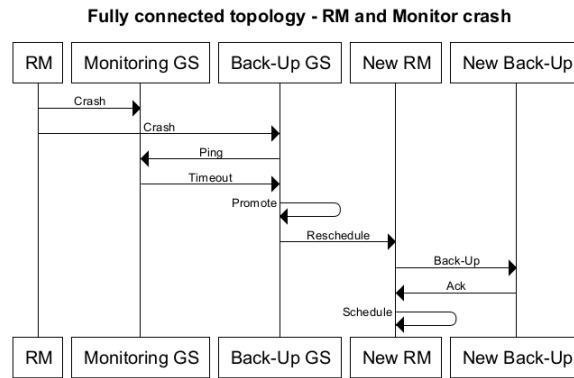 Fully connected topology - RM and Monitor crash
RM Monitoring GS Back-Up GS New RM New Back-Up
Crash
Crash
Ping
Timeout
Promote
Reschedule
Back-Up
Ack
Schedule
RM Monitoring GS Back-Up GS New RM New Back-Up